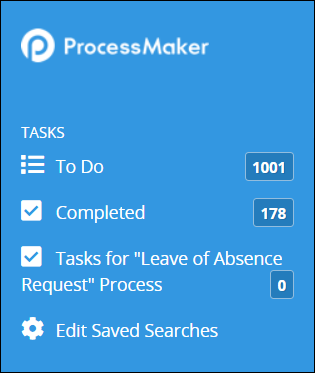 ProcessMaker
TASKS
To Do 1001
Completed 178
Tasks for "Leave of Absence
Request" Process 0
Edit Saved Searches